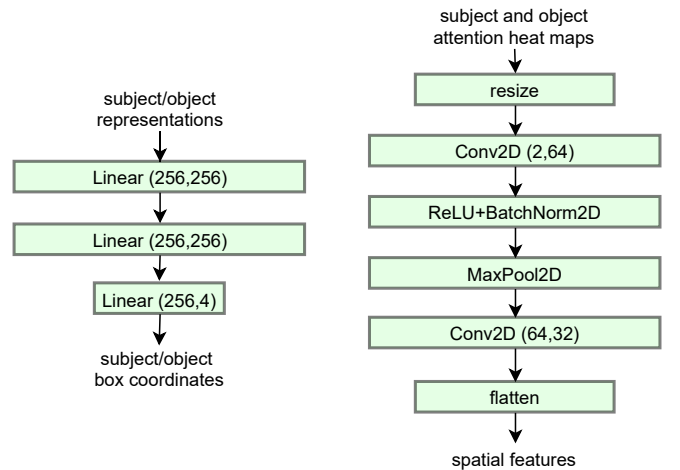 subject/object
representations
Linear (256,256)
Linear (256,256)
Linear (256,4)
subject/object
box coordinates
subject and object
attention heat maps
resize
Conv2D (2,64)
ReLU+BatchNorm2D
MaxPool2D
Conv2D (64,32)
flatten
spatial features